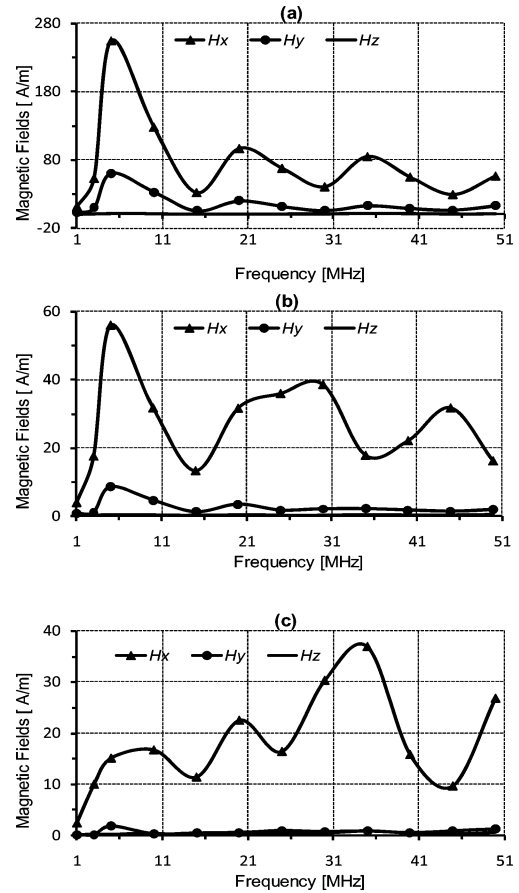 (a)
280
Hx Hy Hz
180
80
-20
1 11 21 31 41 51
Magnetic Fields [ A/m]
Frequency [MHz]
(b)
60
Hx Hy Hz
40
20
0
1 11 21 31 41 51
Magnetic Fields [ A/m]
Frequency [MHz]
(c)
40
Hx Hy Hz
30
20
10
0
1 11 21 31 41 51
Magnetic Fields [ A/m]
Frequency [MHz]